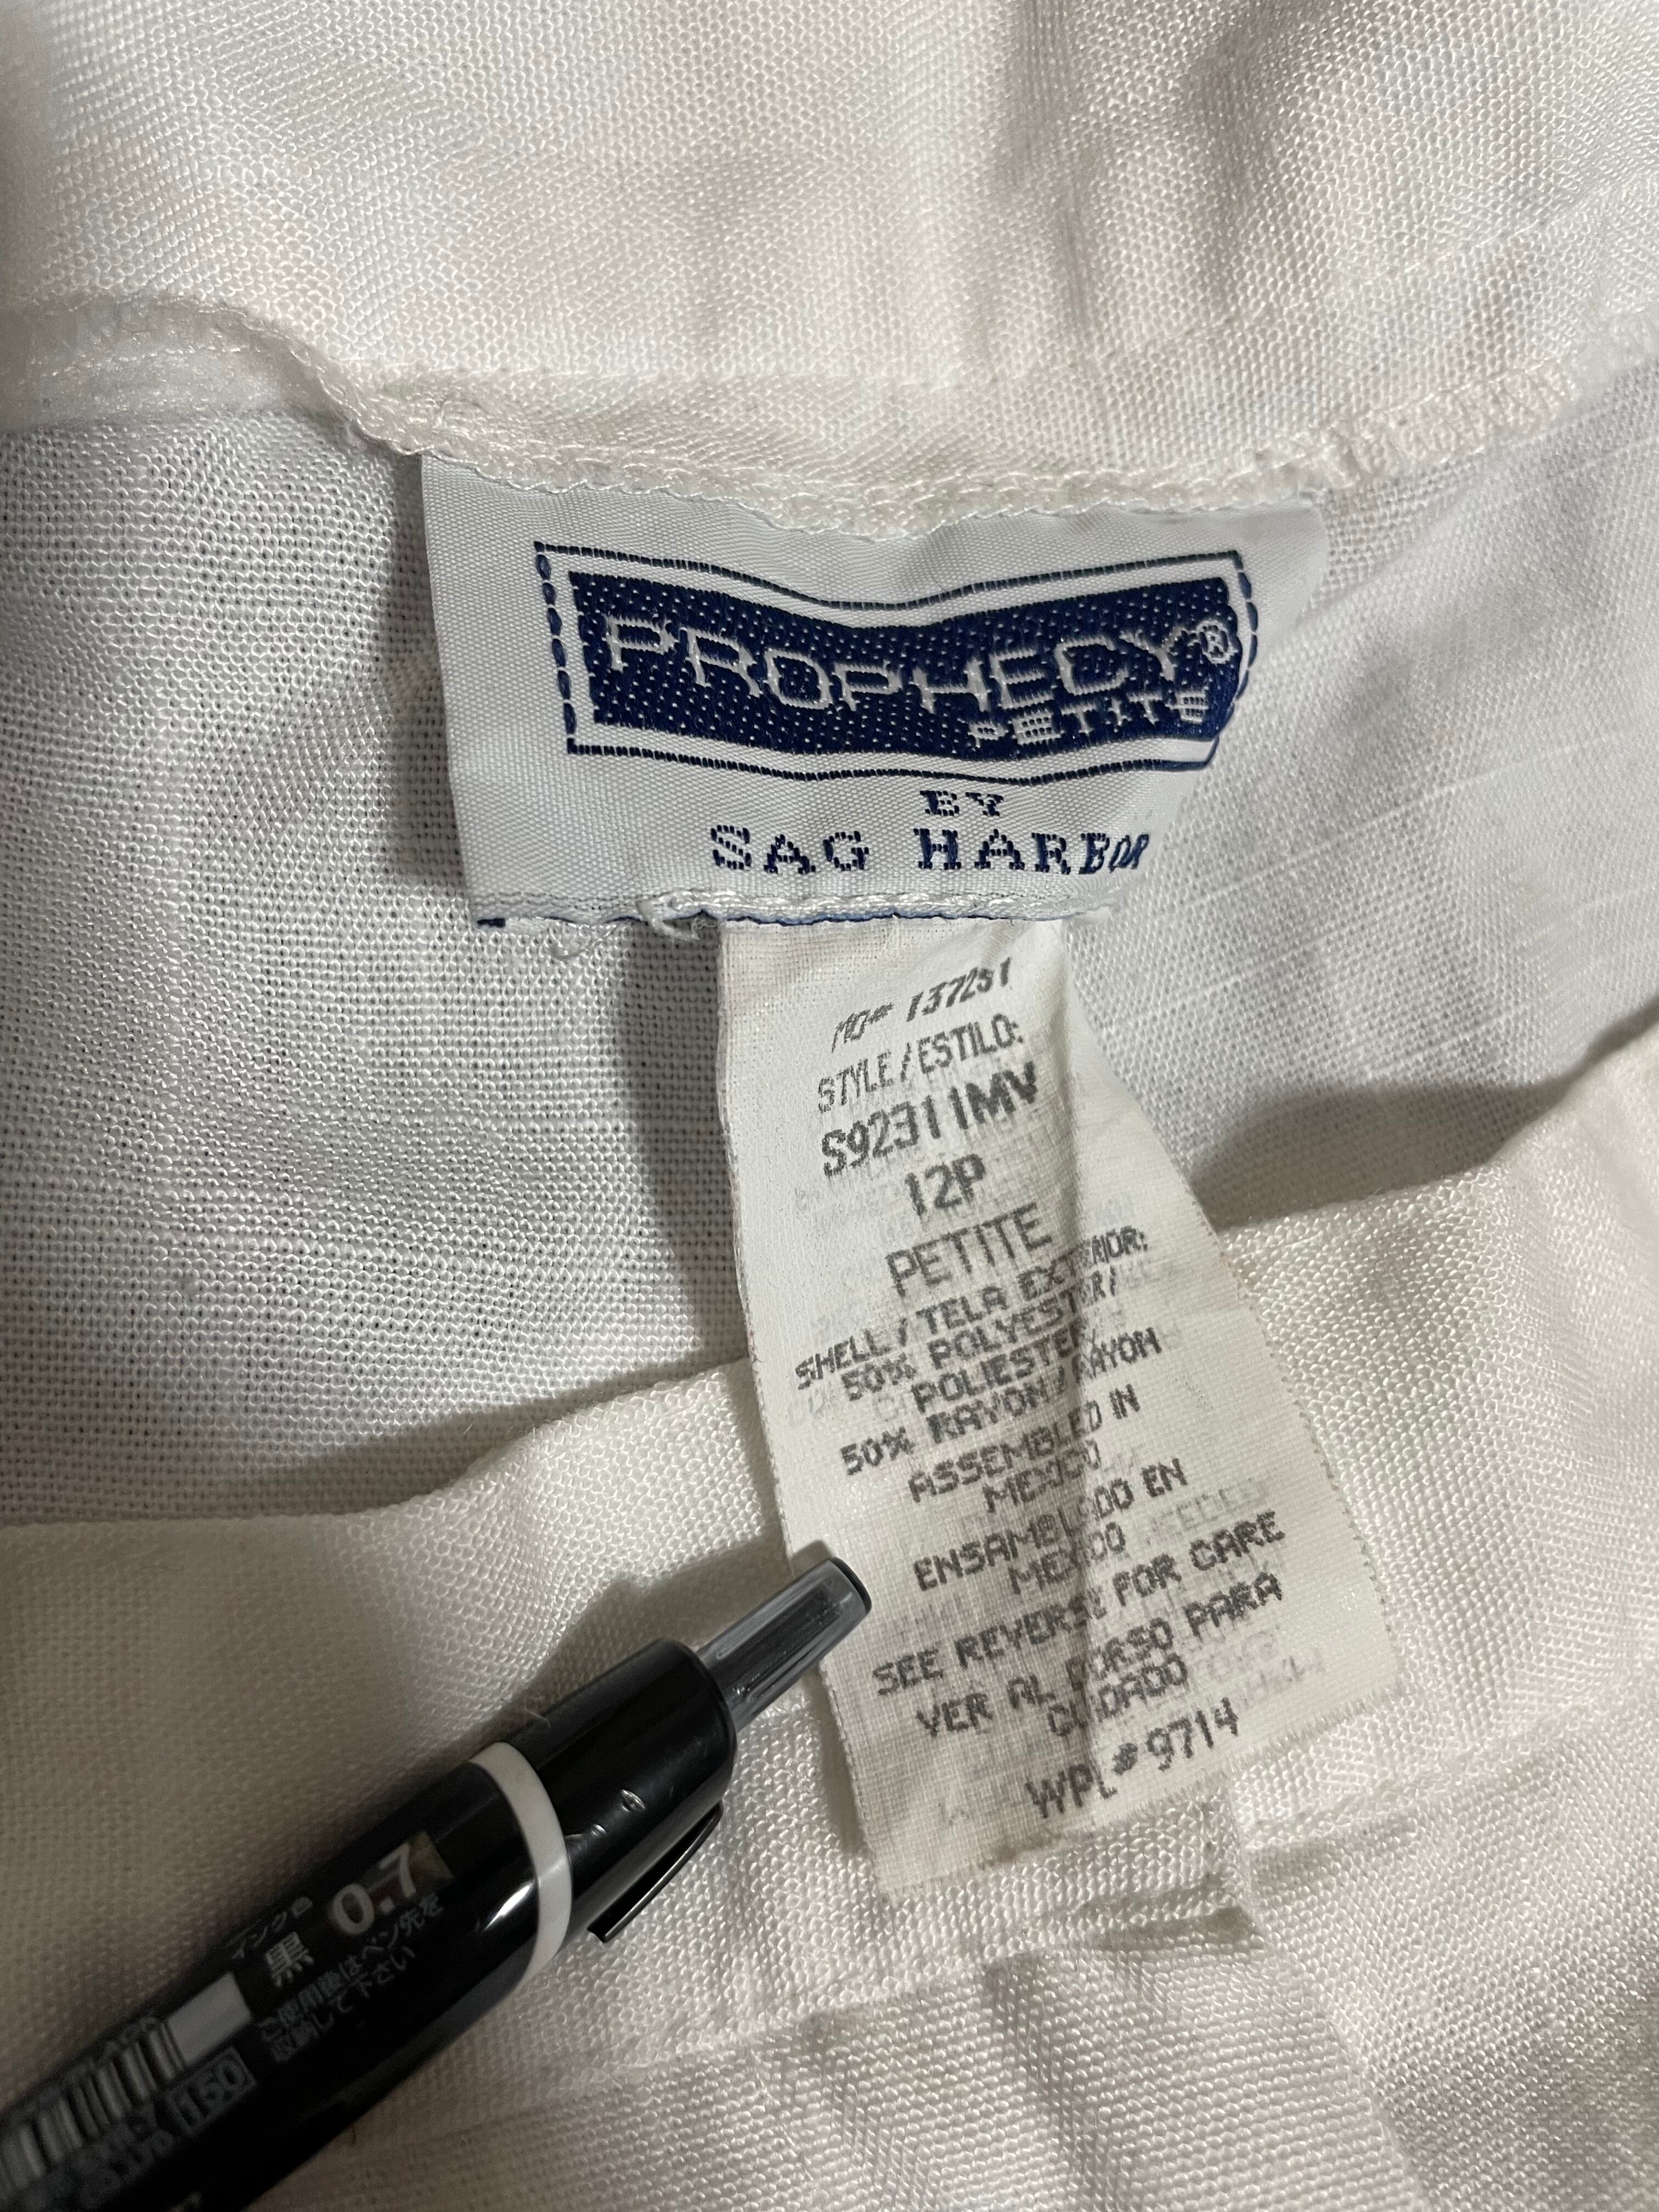 PROPHECY®
PETITE
BY
SAG HARBOR
MO# 137251
STYLE/ESTILO:
S92311MV
12P
PETITE
SHELL/TELA EXTERIOR:
50% POLYESTER/
POLIESTER
50% RAYON/RAYON
ASSEMBLED IN
MEXICO
ENSAMBLADO EN
MEXICO
SEE REVERSE FOR CARE
VER AL DORSO PARA
CUIDADO
WPL#9714
インク色
黒 0.7
ご使用後はペン先を
収納して下さい
150